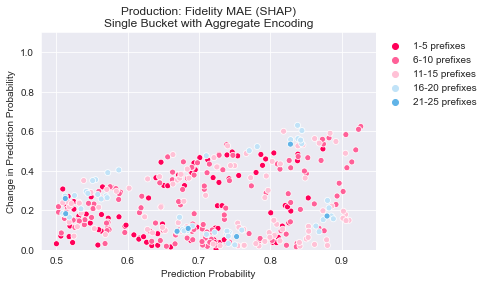 Production: Fidelity MAE (SHAP)
Single Bucket with Aggregate Encoding
Change in Prediction Probability
1.0
0.8
0.6
0.4
0.2
0.0
0.5
0.6
0.7
0.8
0.9
Prediction Probability
1-5 prefixes
6-10 prefixes
11-15 prefixes
16-20 prefixes
21-25 prefixes